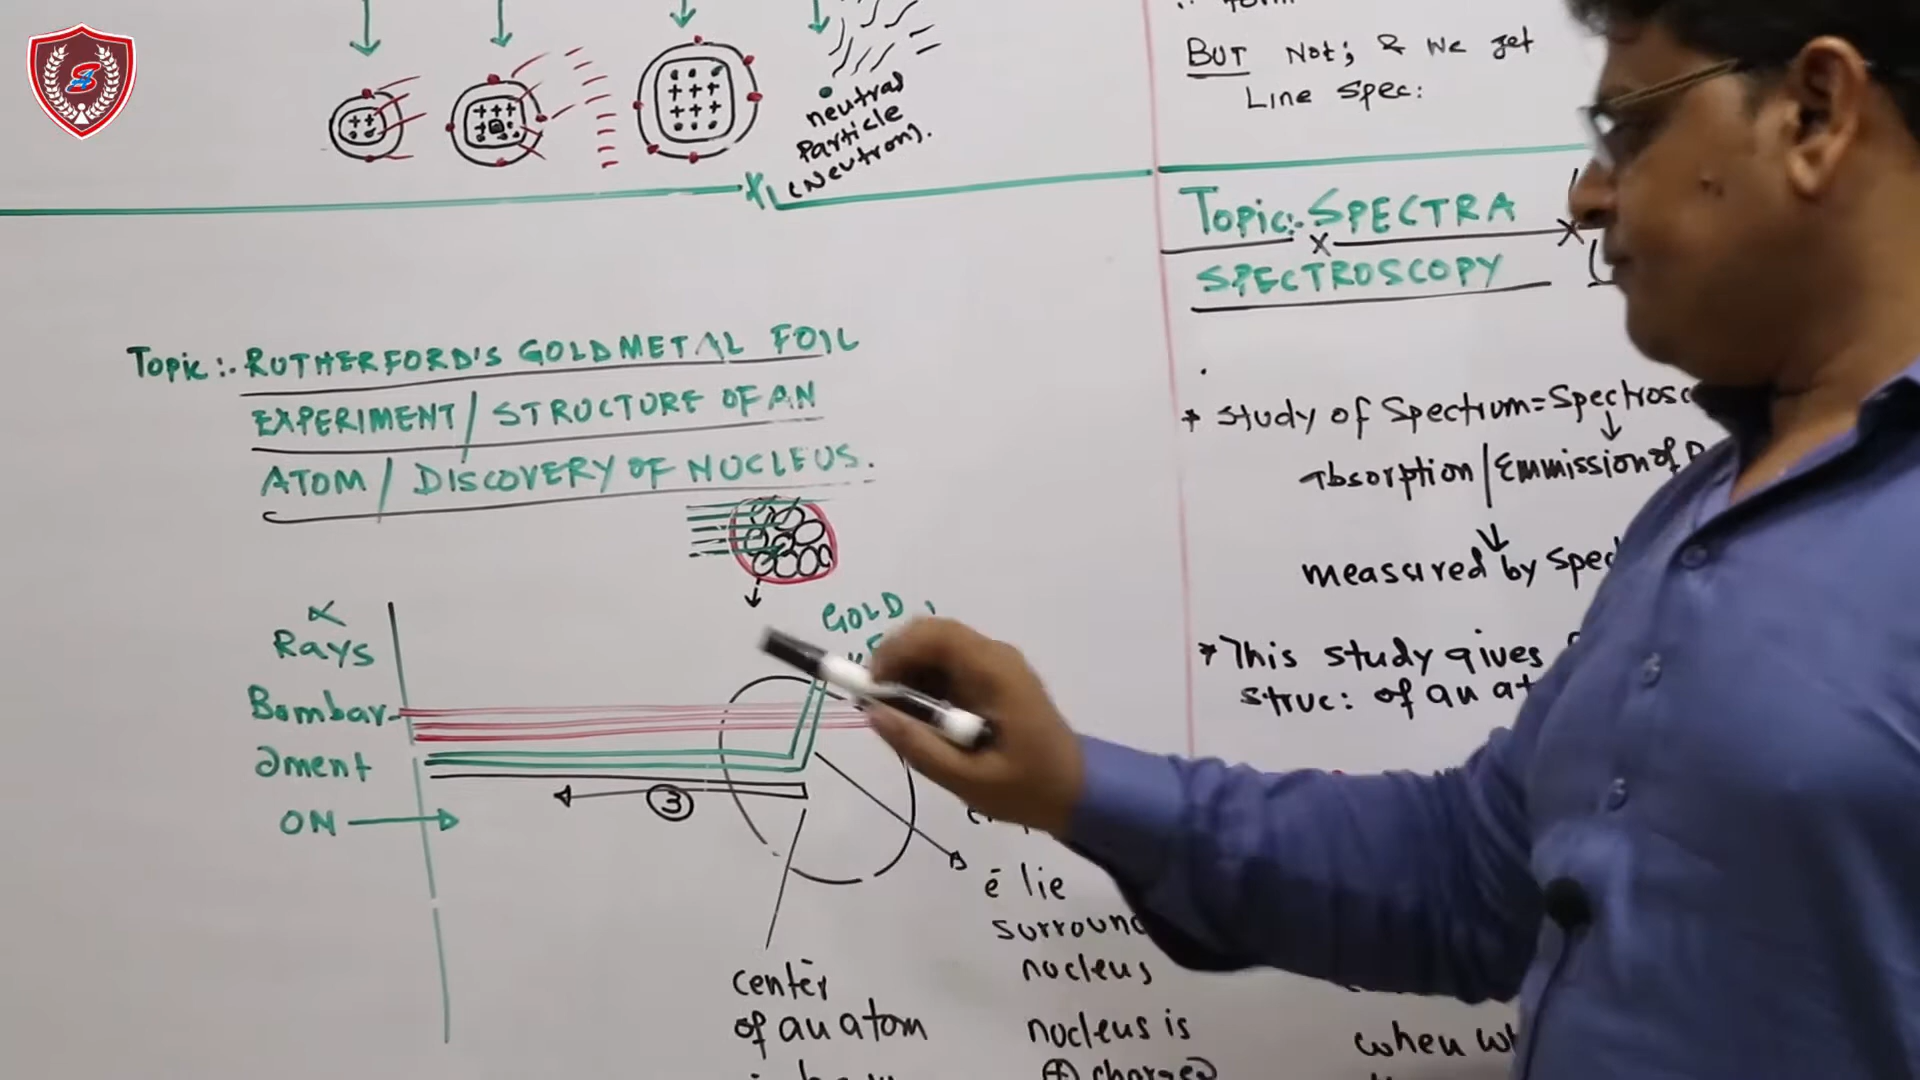 neutral
Particle
(Neutron).
BUT Not; & we get
Line Spec:
Topic:- SPECTRA
SPECTROSCOPY
Topic:- RUTHERFORD'S GOLD METAL FOIL
EXPERIMENT / STRUCTURE OF AN
ATOM / DISCOVERY OF NUCLEUS.
GOLD
α
Rays
Bombar-
dment
ON
3
ē lie
surround
nucleus
center
of an atom
nucleus is
⊕ charged
* study of Spectrum = Spectrosc
Absorption / Emmission of
measured by Spec
* This study gives
struc: of an at
when wh